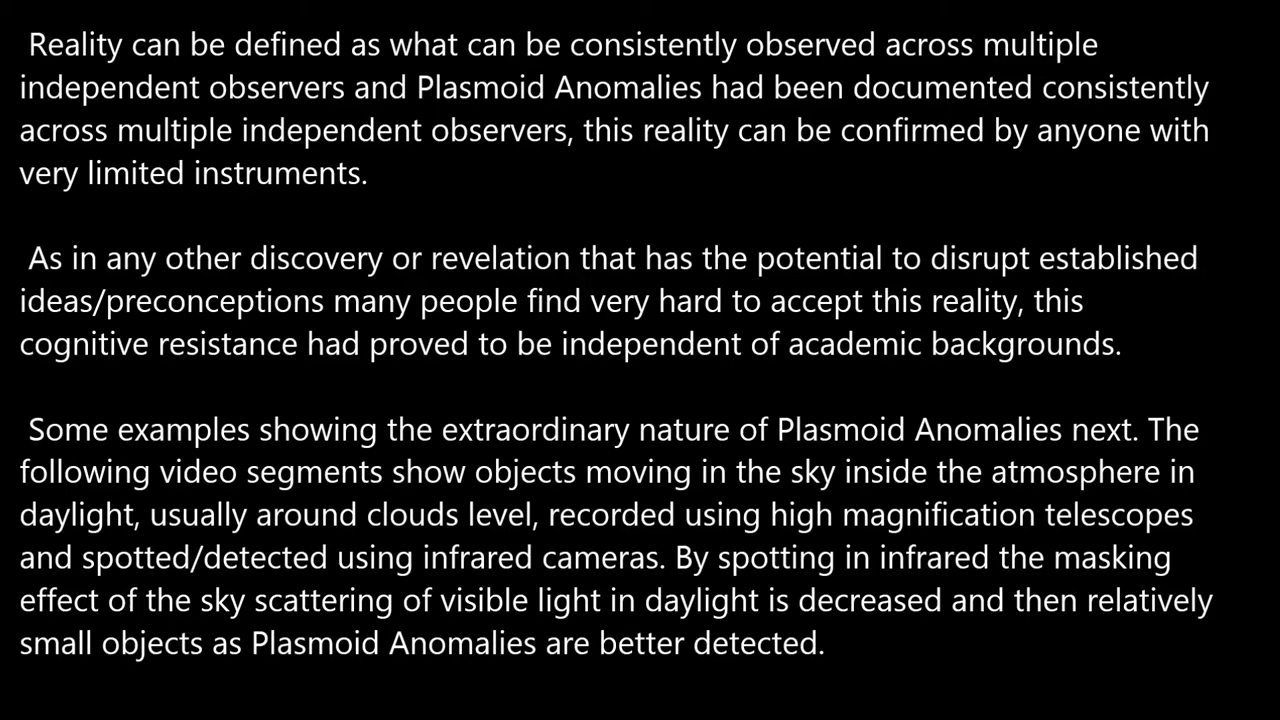 Reality can be defined as what can be consistently observed across multiple
independent observers and Plasmoid Anomalies had been documented consistently
across multiple independent observers, this reality can be confirmed by anyone with
very limited instruments.
As in any other discovery or revelation that has the potential to disrupt established
ideas/preconceptions many people find very hard to accept this reality, this
cognitive resistance had proved to be independent of academic backgrounds.
Some examples showing the extraordinary nature of Plasmoid Anomalies next. The
following video segments show objects moving in the sky inside the atmosphere in
daylight, usually around clouds level, recorded using high magnification telescopes
and spotted/detected using infrared cameras. By spotting in infrared the masking
effect of the sky scattering of visible light in daylight is decreased and then relatively
small objects as Plasmoid Anomalies are better detected.